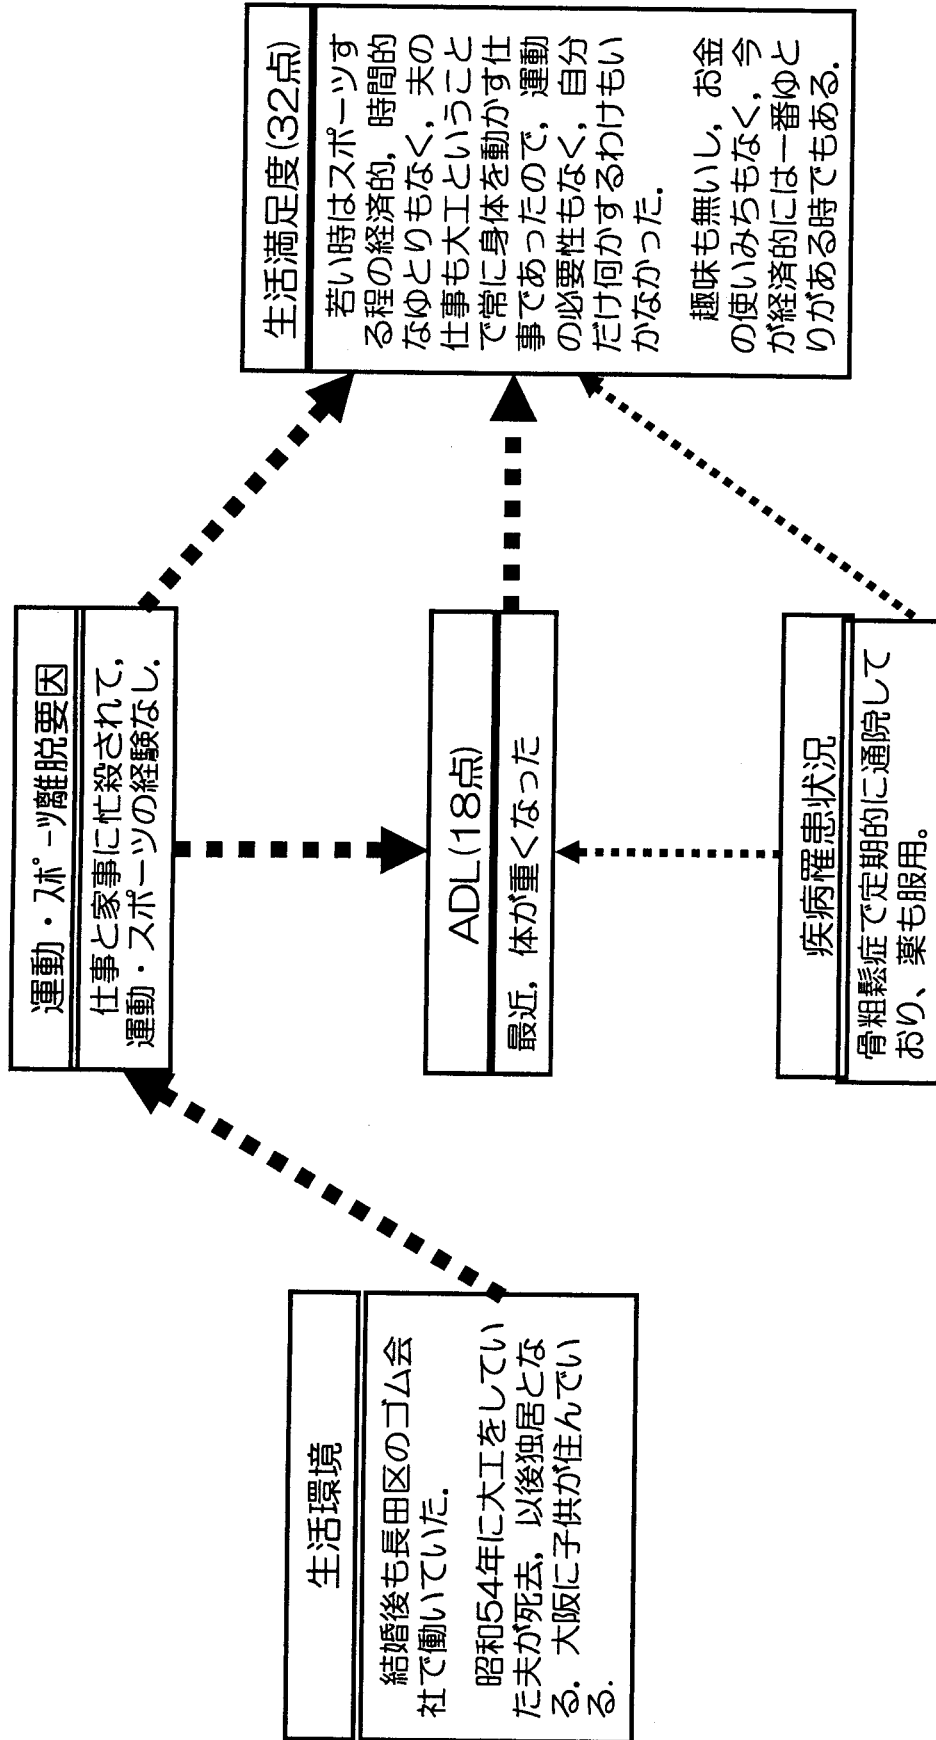 生活環境
結婚後も長田区のゴム会
社で働いていた.
昭和54年に大工をしてい
た夫が死去, 以後独居とな
る. 大阪に子供が住んでい
る.
運動・スポーツ離脱要因
仕事と家事に忙殺されて,
運動・スポーツの経験なし.
ADL(18点)
最近, 体が重くなった
疾病罹患状況
骨粗鬆症で定期的に通院して
おり、薬も服用。
生活満足度(32点)
若い時はスポーツす
る程の経済的, 時間的
なゆとりもなく, 夫の
仕事も大工ということ
で常に身体を動かす仕
事であったので, 運動
の必要性もなく, 自分
だけ何かするわけもい
かなかった.
趣味も無いし, お金
の使いみちもなく, 今
が経済的には一番ゆと
りがある時でもある.